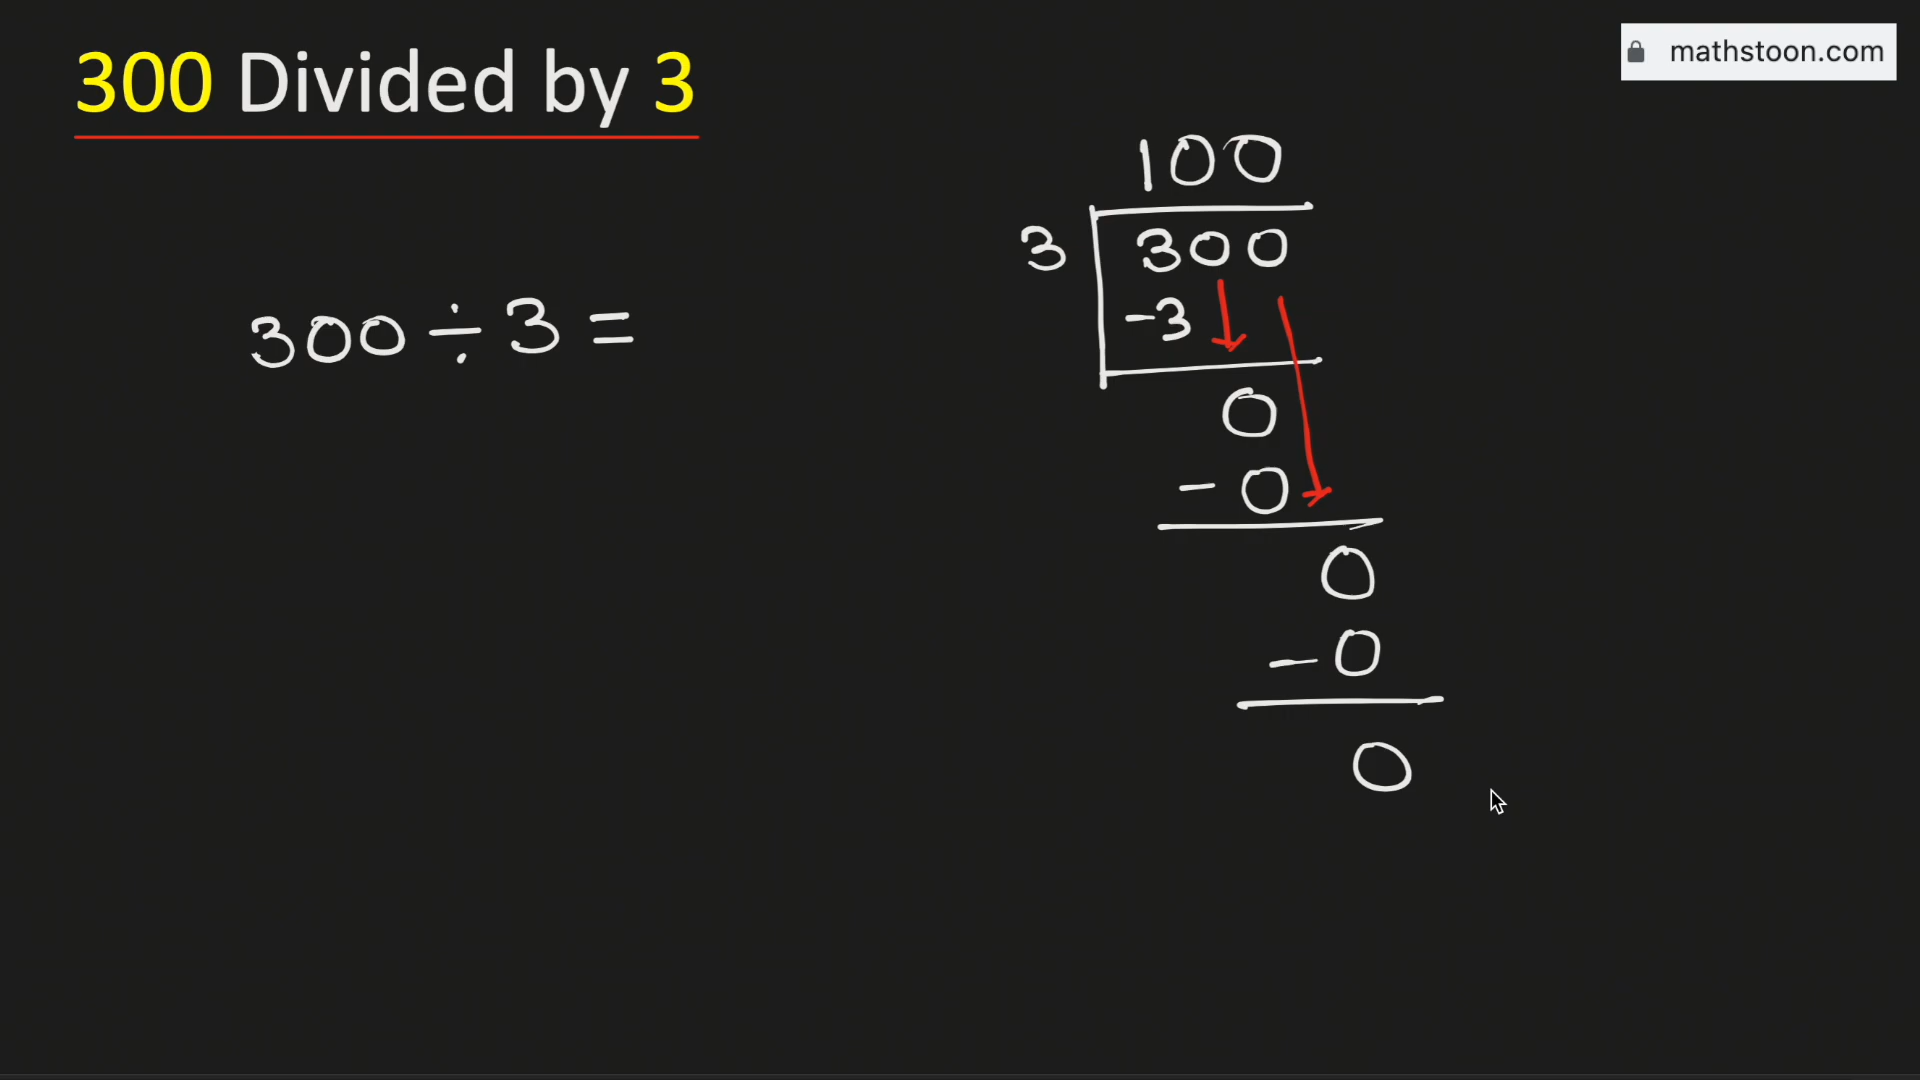 300 Divided by 3
mathstoon.com
300 ÷ 3 =
100
3 300
-3
0
- 0
0
- 0
0